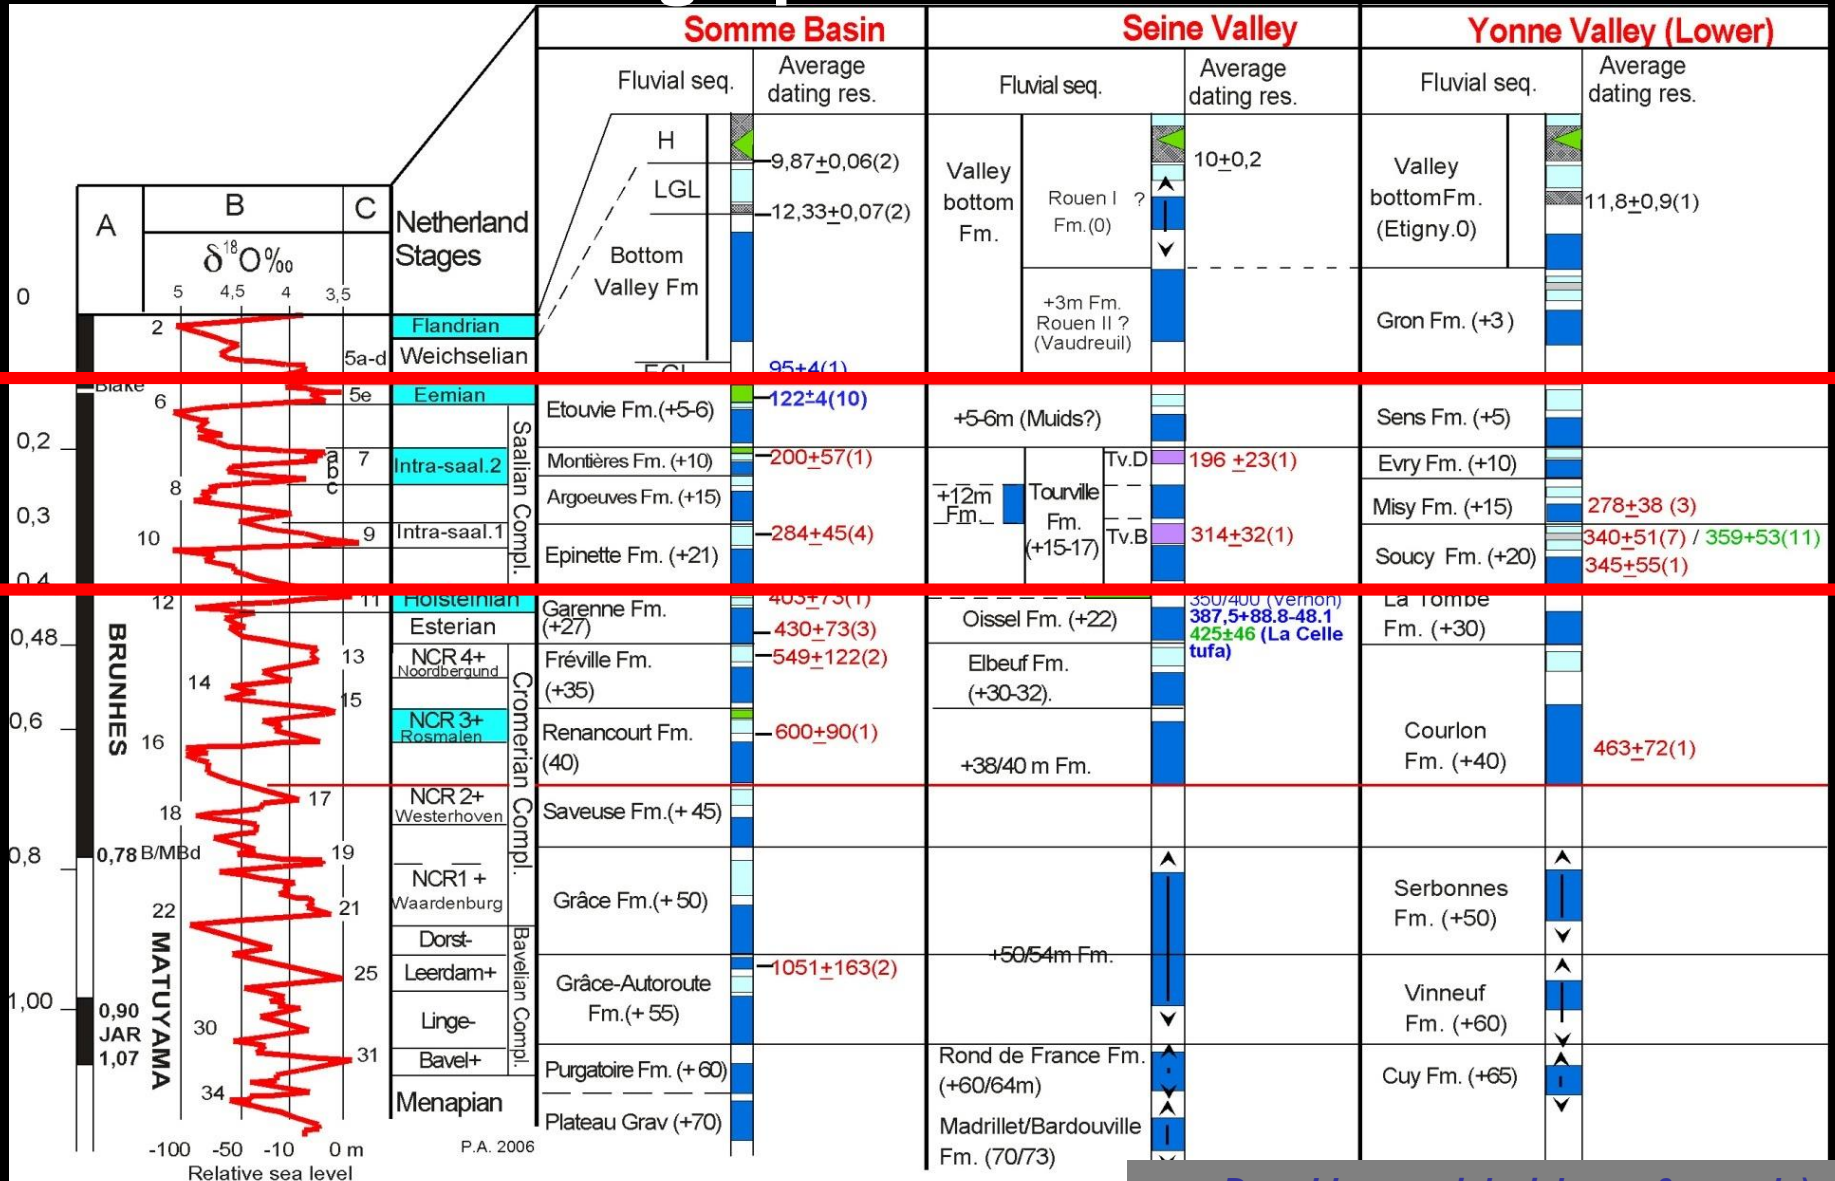 Somme Basin
Seine Valley
Yonne Valley (Lower)
Fluvial seq.
Average
dating res.
Fluvial seq.
Average
dating res.
Fluvial seq.
Average
dating res.
A
B
C
δ18O‰
5 4,5 4 3,5
Netherland
Stages
0
0,2
0,3
0,4
0,48
0,6
0,8
1,00
Blake
BRUNHES
0,78 B/MBd
MATUYAMA
0,90
JAR
1,07
2
5a-d
5e
6
a
b
c
7
8
9
10
11
12
13
14
15
16
17
18
19
21
22
25
30
31
34
-100 -50 -10 0 m
Relative sea level
P.A. 2006
Flandrian
Weichselian
Eemian
Intra-saal.2
Intra-saal.1
Saalian Compl.
Holsteinian
Esterian
NCR 4+
Noordbergund
NCR 3+
Rosmalen
NCR 2+
Westerhoven
NCR1 +
Waardenburg
Cromerian Compl.
Dorst-
Leerdam+
Linge-
Bavel+
Bavelian Compl.
Menapian
H
LGL
Bottom
Valley Fm
9,87±0,06(2)
12,33±0,07(2)
95±4(1)
Etouvie Fm.(+5-6)
122±4(10)
Montières Fm. (+10)
200±57(1)
Argoeuves Fm. (+15)
284±45(4)
Epinette Fm. (+21)
Garenne Fm.
(+27)
403±73(1)
430±73(3)
Fréville Fm.
(+35)
549±122(2)
Renancourt Fm.
(40)
600±90(1)
Saveuse Fm.(+ 45)
Grâce Fm.(+ 50)
Grâce-Autoroute
Fm.(+ 55)
1051±163(2)
Purgatoire Fm. (+ 60)
Plateau Grav (+70)
Valley
bottom
Fm.
Rouen I ?
Fm.(0)
10±0,2
+3m Fm.
Rouen II ?
(Vaudreuil)
+5-6m (Muids?)
+12m
Fm.
Tourville
Fm.
(+15-17)
Tv.D
Tv.B
196 ±23(1)
314±32(1)
Oissel Fm. (+22)
350/400 (Vernon)
387,5+88.8-48.1
425±46 (La Celle
tufa)
Elbeuf Fm.
(+30-32).
+38/40 m Fm.
+50/54m Fm.
Rond de France Fm.
(+60/64m)
Madrillet/Bardouville
Fm. (70/73)
Valley
bottomFm.
(Etigny.0)
11,8±0,9(1)
Gron Fm. (+3 )
Sens Fm. (+5)
Evry Fm. (+10)
Misy Fm. (+15)
278±38 (3)
Soucy Fm. (+20)
340±51(7) / 359±53(11)
345±55(1)
La Tombe
Fm. (+30)
Courlon
Fm. (+40)
463±72(1)
Serbonnes
Fm. (+50)
Vinneuf
Fm. (+60)
Cuy Fm. (+65)